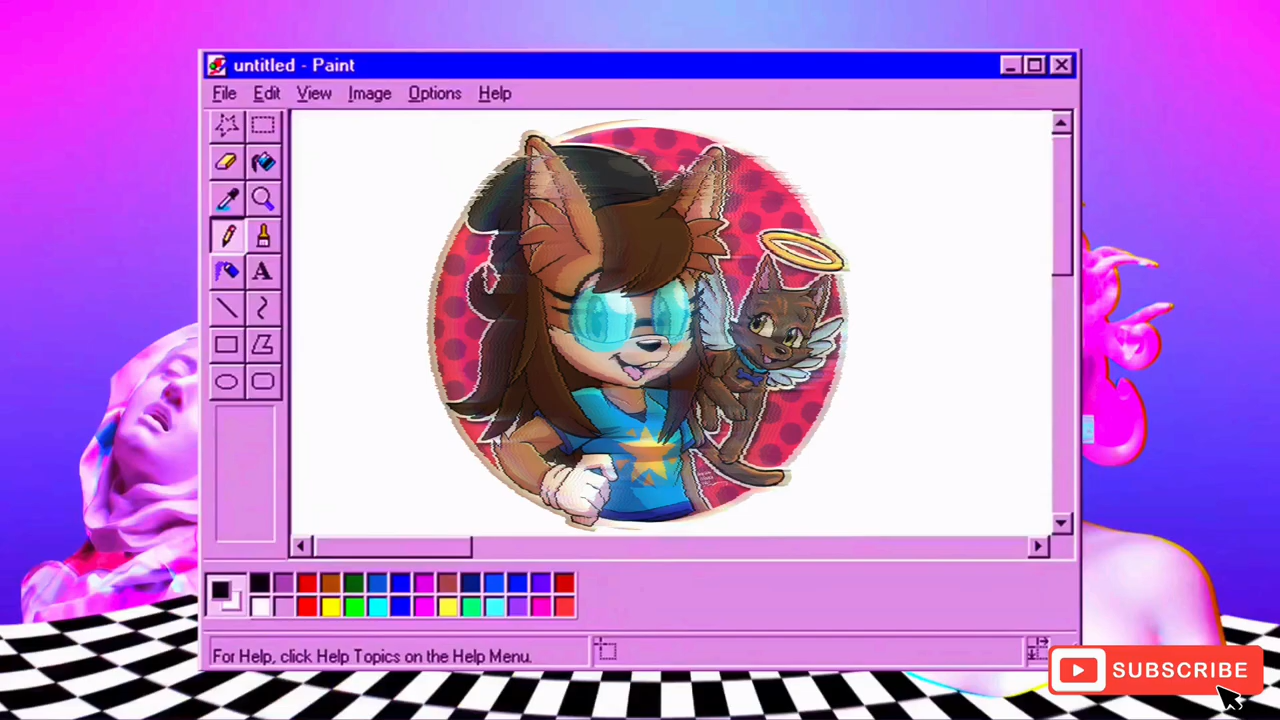 untitled - Paint
File Edit View Image Options Help
A
For Help, click Help Topics on the Help Menu.
SUBSCRIBE